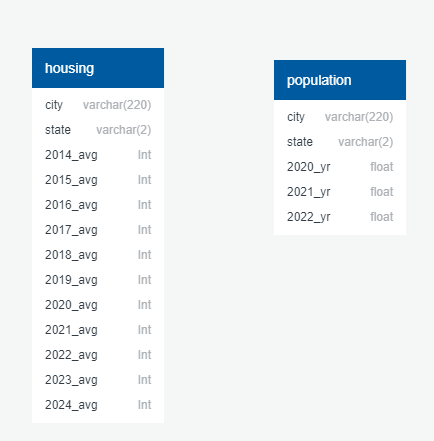 housing
city varchar(220)
state varchar(2)
2014_avg Int
2015_avg Int
2016_avg Int
2017_avg Int
2018_avg Int
2019_avg Int
2020_avg Int
2021_avg Int
2022_avg Int
2023_avg Int
2024_avg Int
population
city varchar(220)
state varchar(2)
2020_yr float
2021_yr float
2022_yr float